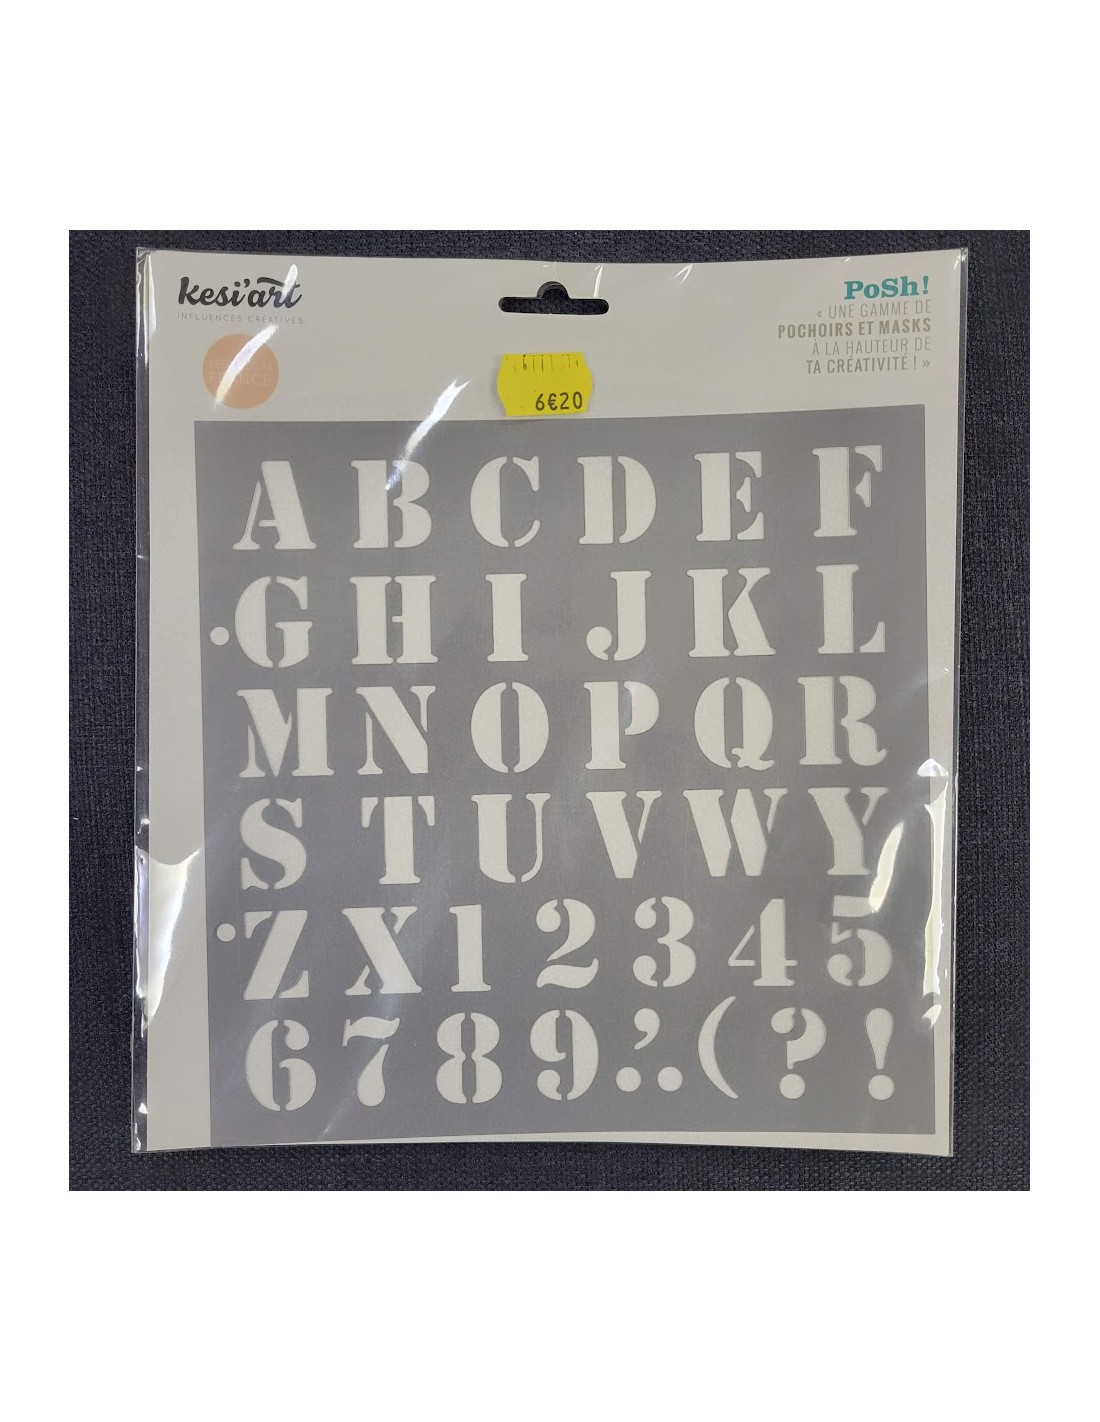 kesi'art
INFLUENCES CRÉATIVES
PoSh!
« UNE GAMME DE
POCHOIRS ET MASKS
À LA HAUTEUR DE
TA CRÉATIVITÉ ! »
FRANCE
6€20
A B C D E F
G H I J K L
M N O P Q R
S T U V W Y
Z X 1 2 3 4 5
6 7 8 9 ' . . ( ? !